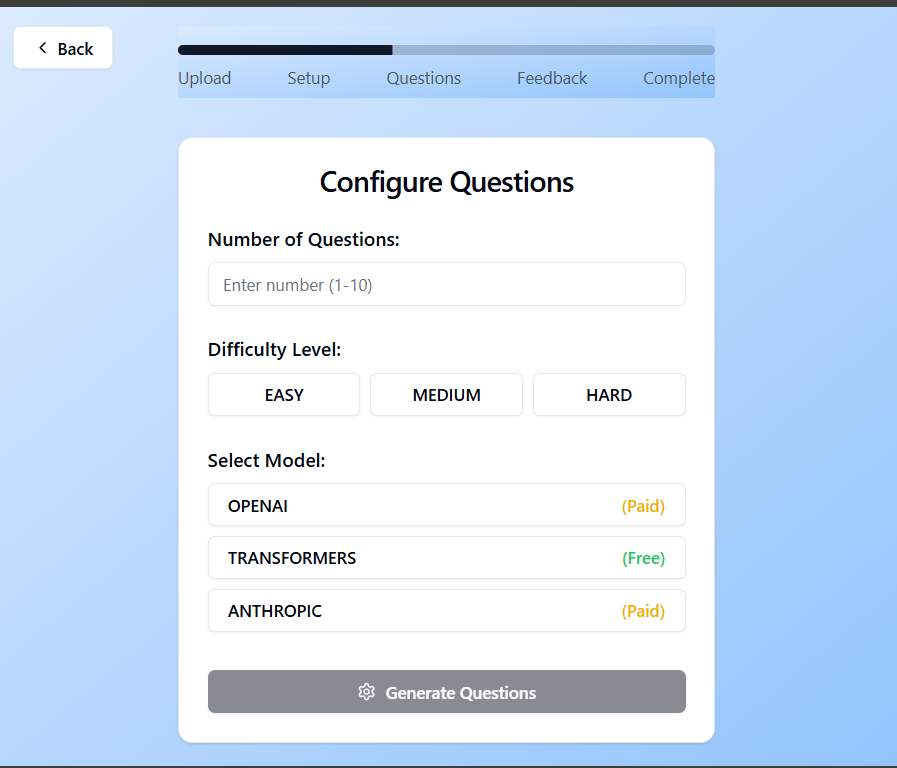 Back
Upload Setup Questions Feedback Complete
Configure Questions
Number of Questions:
Enter number (1-10)
Difficulty Level:
EASY MEDIUM HARD
Select Model:
OPENAI (Paid)
TRANSFORMERS (Free)
ANTHROPIC (Paid)
Generate Questions